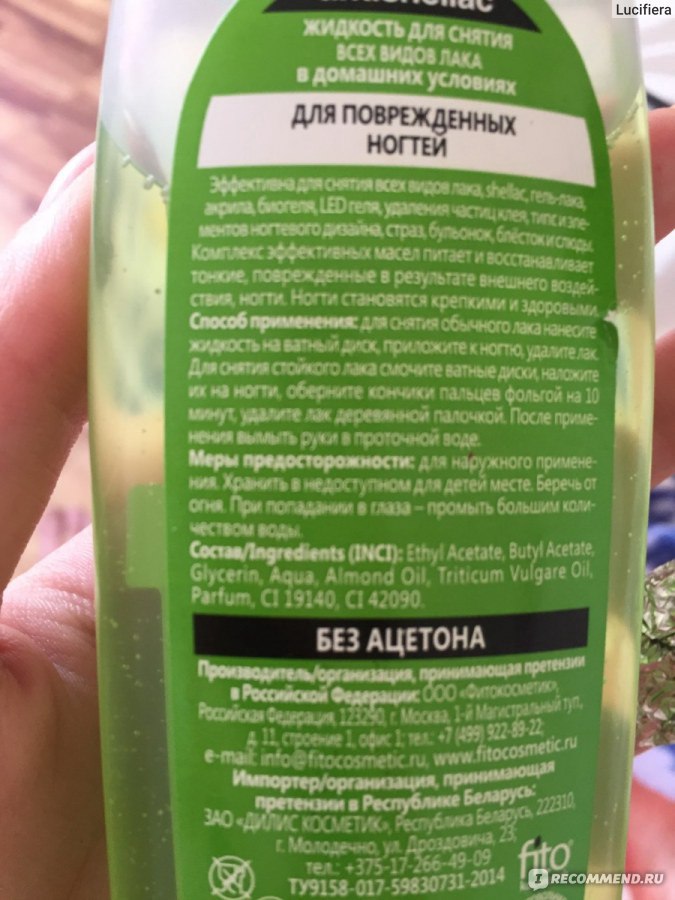 Lucifiera
ЖИДКОСТЬ ДЛЯ СНЯТИЯ
ВСЕХ ВИДОВ ЛАКА
в домашних условиях
ДЛЯ ПОВРЕЖДЕННЫХ
НОГТЕЙ
Эффективна для снятия всех видов лака, shellac, гель-лака,
акрила, биогеля, LED геля, удаления частиц клея, типс и эле-
ментов ногтевого дизайна, страз, бульонок, блёсток и слюды.
Комплекс эффективных масел питает и восстанавливает
тонкие, поврежденные в результате внешнего воздей-
ствия, ногти. Ногти становятся крепкими и здоровыми.
Способ применения: для снятия обычного лака нанесите
жидкость на ватный диск, приложите к ногтю, удалите лак.
Для снятия стойкого лака смочите ватные диски, наложите
их на ногти, оберните кончики пальцев фольгой на 10
минут, удалите лак деревянной палочкой. После приме-
нения вымыть руки в проточной воде.
Меры предосторожности: для наружного примене-
ния. Хранить в недоступном для детей месте. Беречь от
огня. При попадании в глаза – промыть большим коли-
чеством воды.
Состав/Ingredients (INCI): Ethyl Acetate, Butyl Acetate,
Glycerin, Aqua, Almond Oil, Triticum Vulgare Oil,
Parfum, CI 19140, CI 42090.
БЕЗ АЦЕТОНА
Производитель/организация, принимающая претензии
в Российской Федерации: ООО «Фитокосметик»,
Российская Федерация, 123290, г. Москва, 1-й Магистральный туп.,
д. 11, строение 1, офис 1; тел.: +7 (499) 922-89-22;
e-mail: info@fitocosmetic.ru, www.fitocosmetic.ru
Импортер/организация, принимающая
претензии в Республике Беларусь:
ЗАО «ДИЛИС КОСМЕТИК», Республика Беларусь, 222310,
г. Молодечно, ул. Дроздовича, 23;
тел.: +375-17-266-49-09
ТУ9158-017-59830731-2014
fito
IRECOMMEND.RU